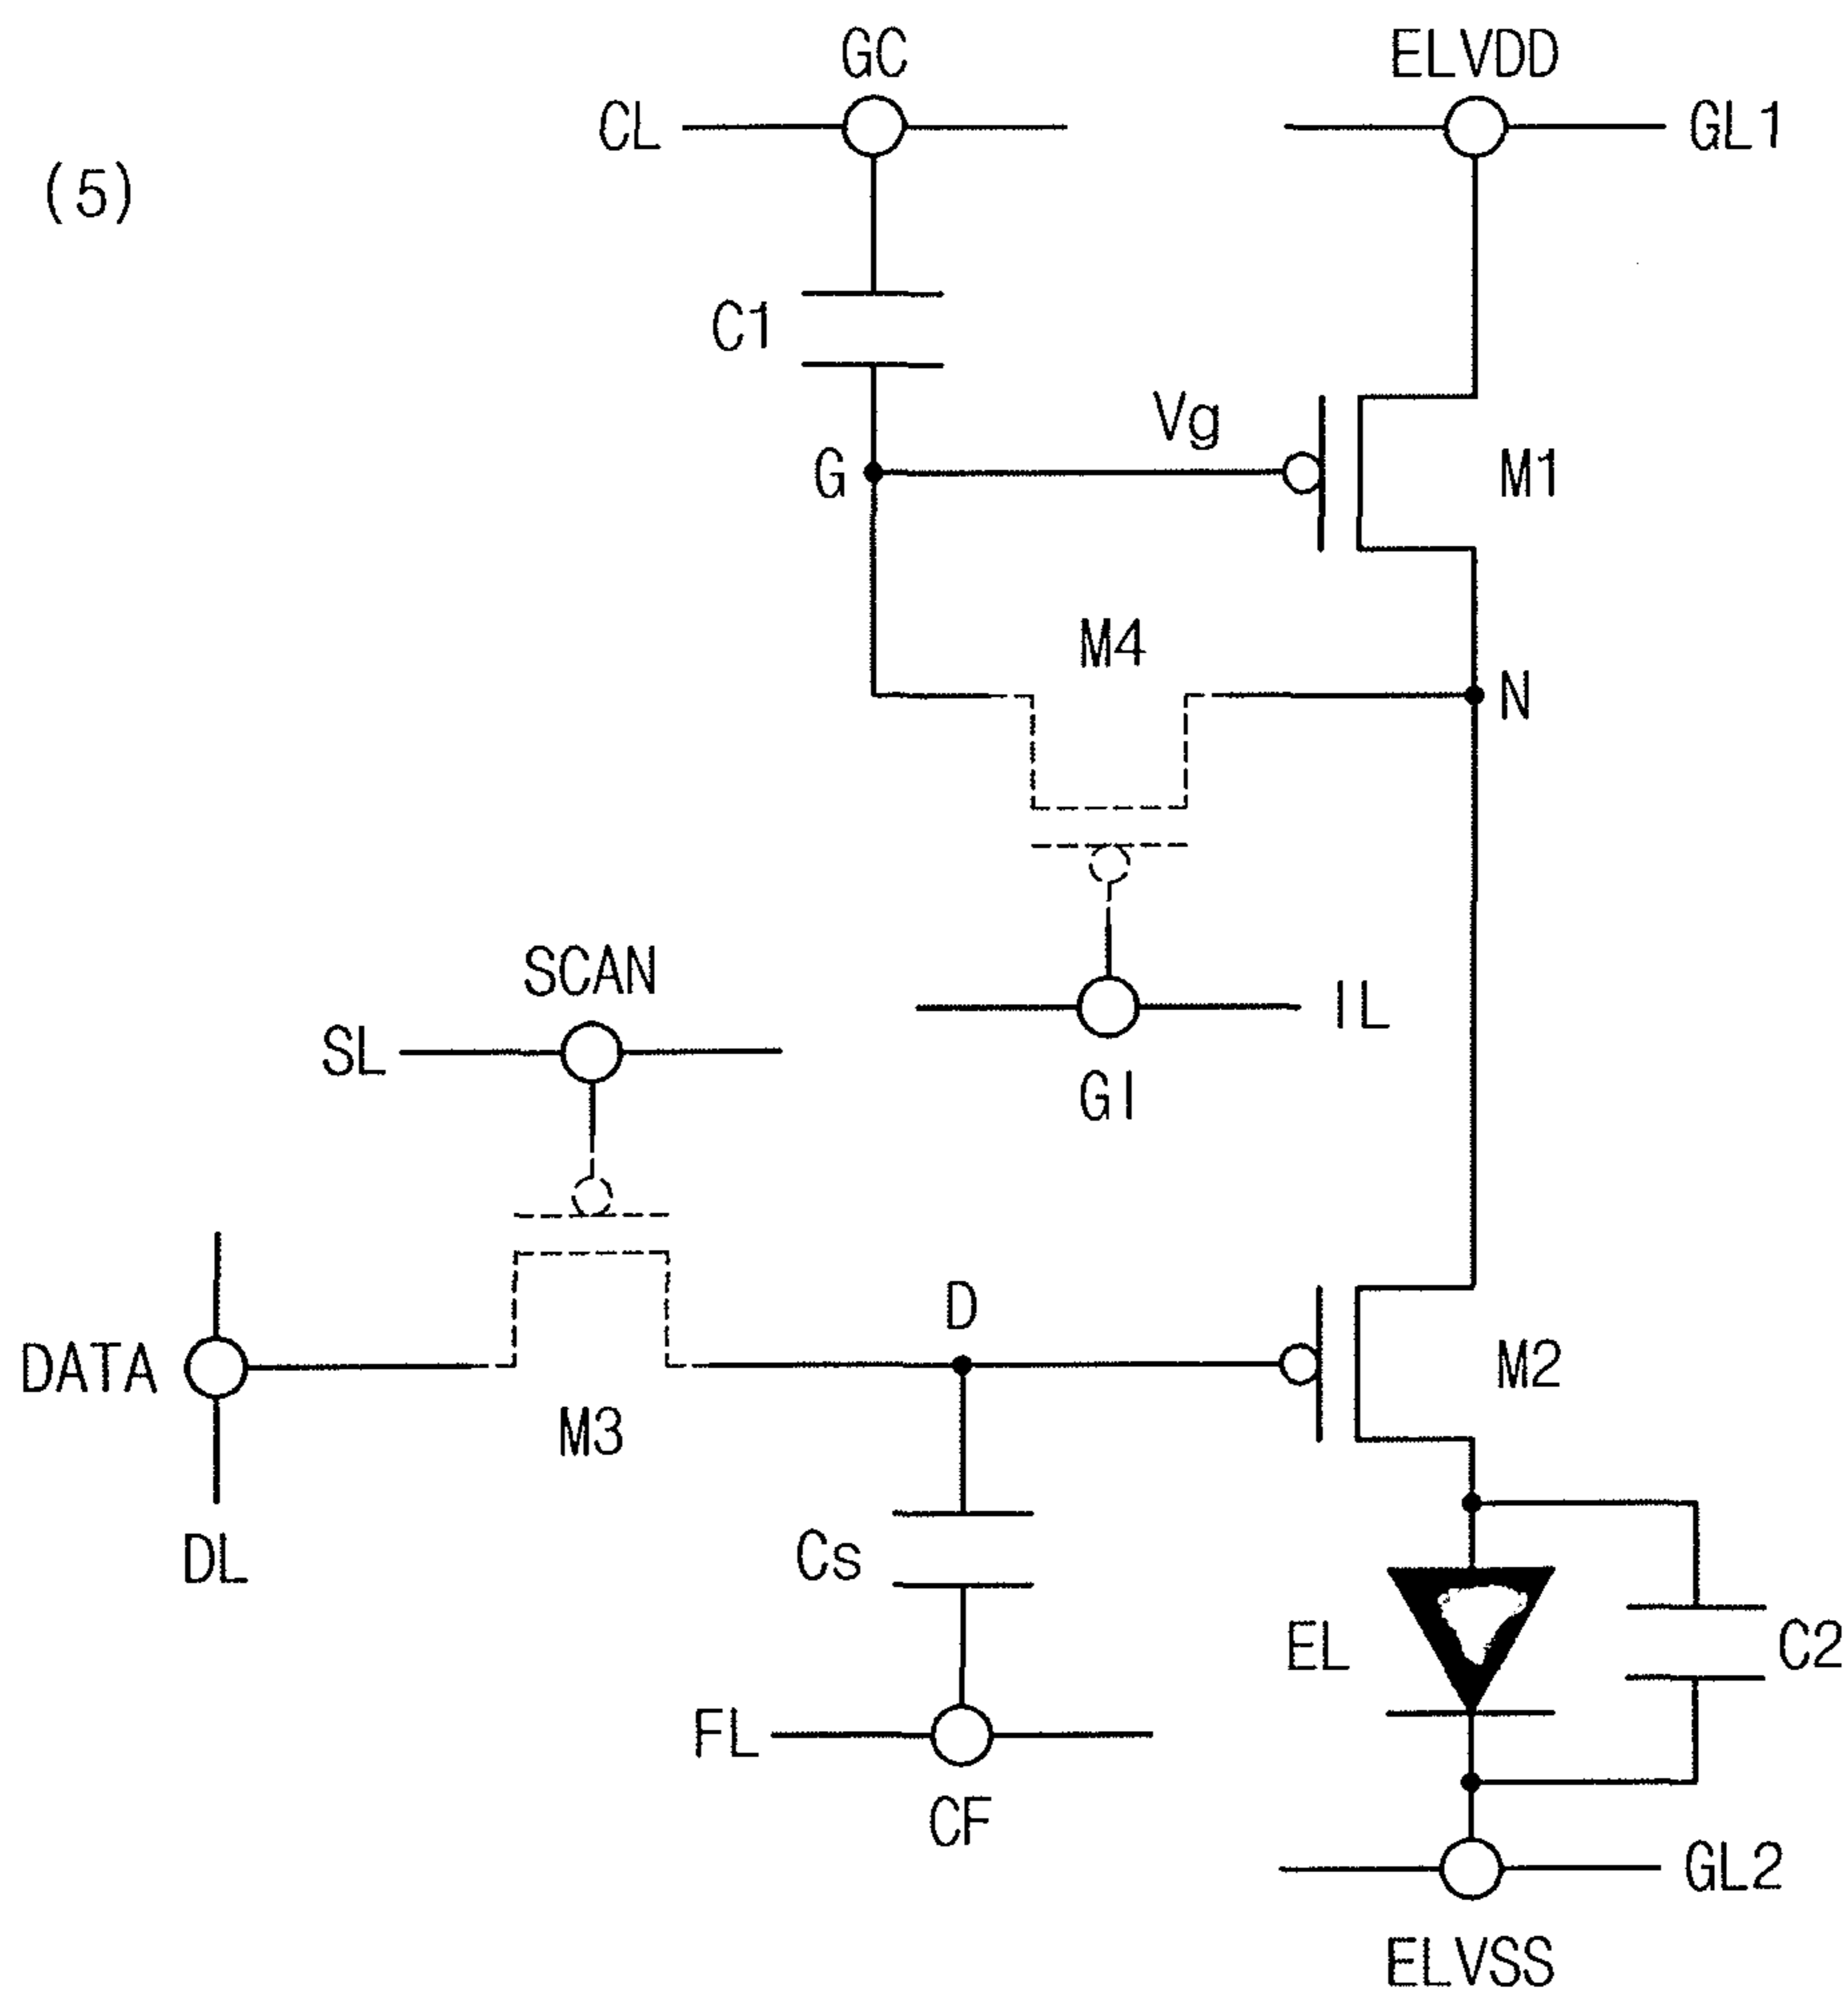 GC
ELVDD
CL
GL1
(5)
C1
Vg
G
M1
M4
N
SCAN
IL
SL
GI
D
DATA
M2
M3
DL
Cs
EL
C2
FL
CF
GL2
ELVSS